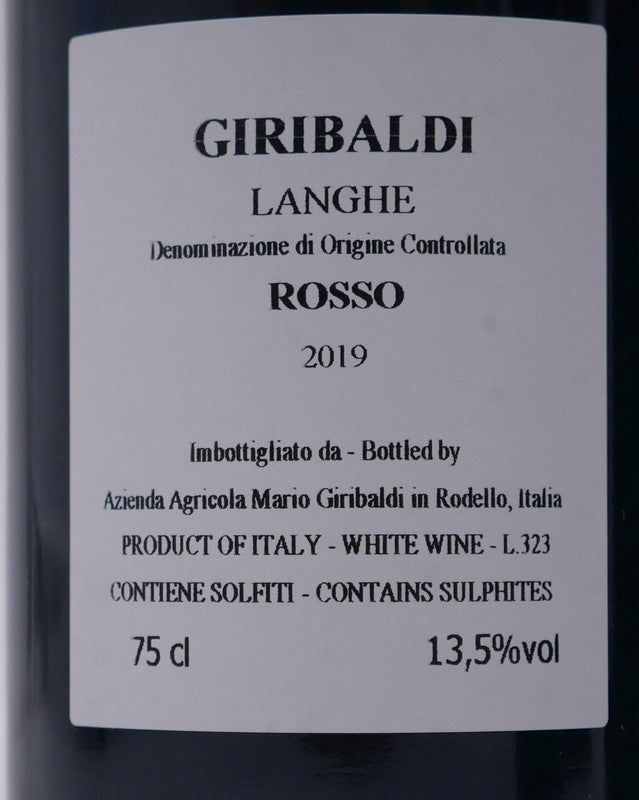 GIRIBALDI
LANGHE
Denominazione di Origine Controllata
ROSSO
2019
Imbottigliato da - Bottled by
Azienda Agricola Mario Giribaldi in Rodello, Italia
PRODUCT OF ITALY - WHITE WINE - L.323
CONTIENE SOLFITI - CONTAINS SULPHITES
75 cl 13,5%vol